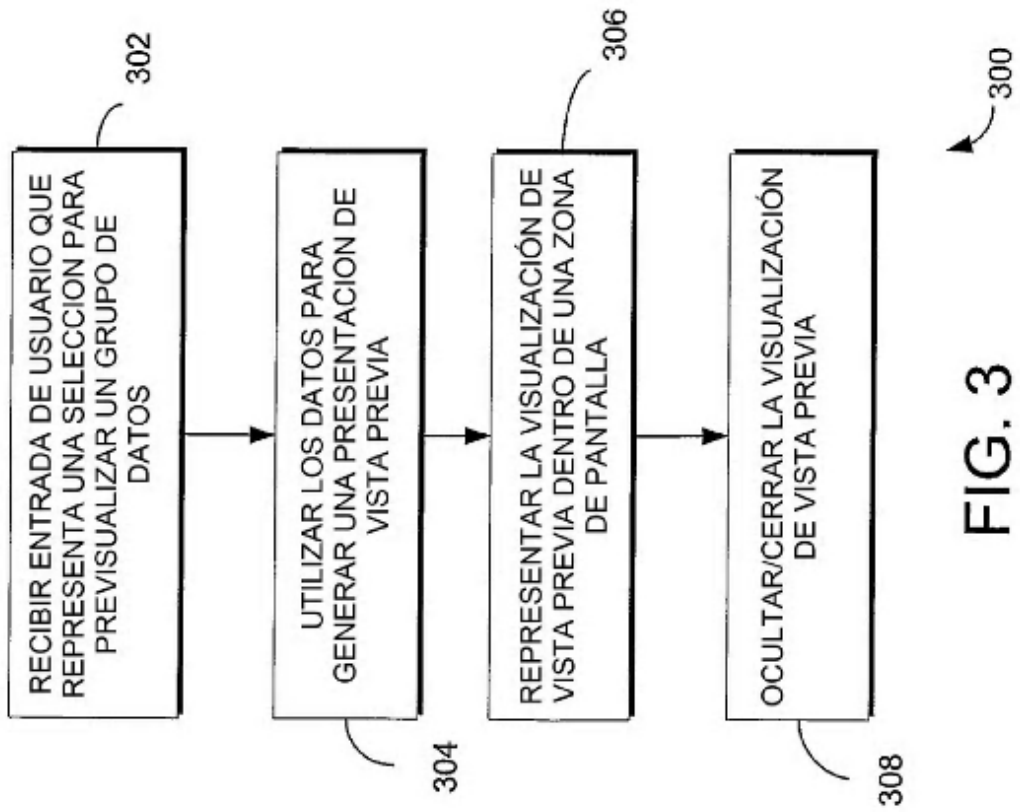 RECIBIR ENTRADA DE USUARIO QUE
REPRESENTA UNA SELECCION PARA
PREVISUALIZAR UN GRUPO DE
DATOS
302
UTILIZAR LOS DATOS PARA
GENERAR UNA PRESENTACION DE
VISTA PREVIA
304
REPRESENTAR LA VISUALIZACIÓN DE
VISTA PREVIA DENTRO DE UNA ZONA
DE PANTALLA
306
OCULTAR/CERRAR LA VISUALIZACIÓN
DE VISTA PREVIA
308
300
FIG. 3